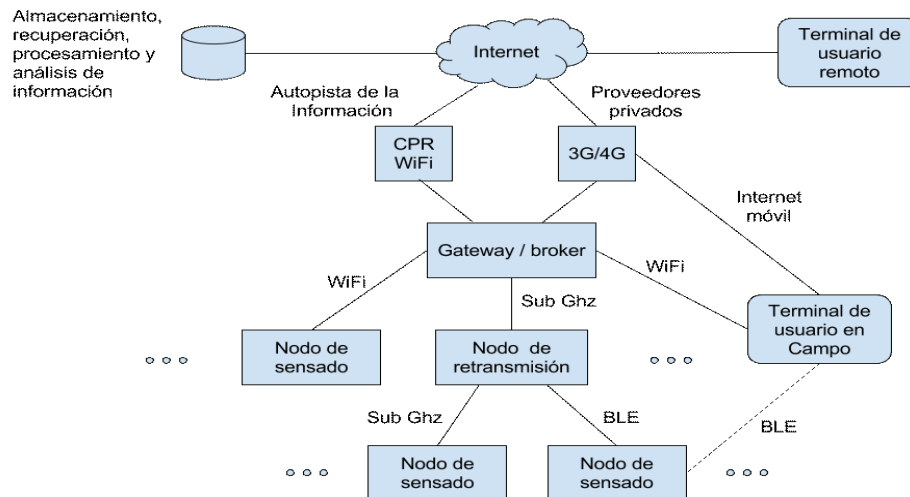 Almacenamiento,
recuperación,
procesamiento y
análisis de
información
Internet
Terminal de
usuario
remoto
Autopista de la
Información
Proveedores
privados
CPR
WiFi
3G/4G
Internet
móvil
Gateway / broker
WiFi
WiFi
Sub Ghz
Terminal de
usuario en
Campo
Nodo de
sensado
Nodo de
retransmisión
Sub Ghz
BLE
BLE
Nodo de
sensado
Nodo de
sensado